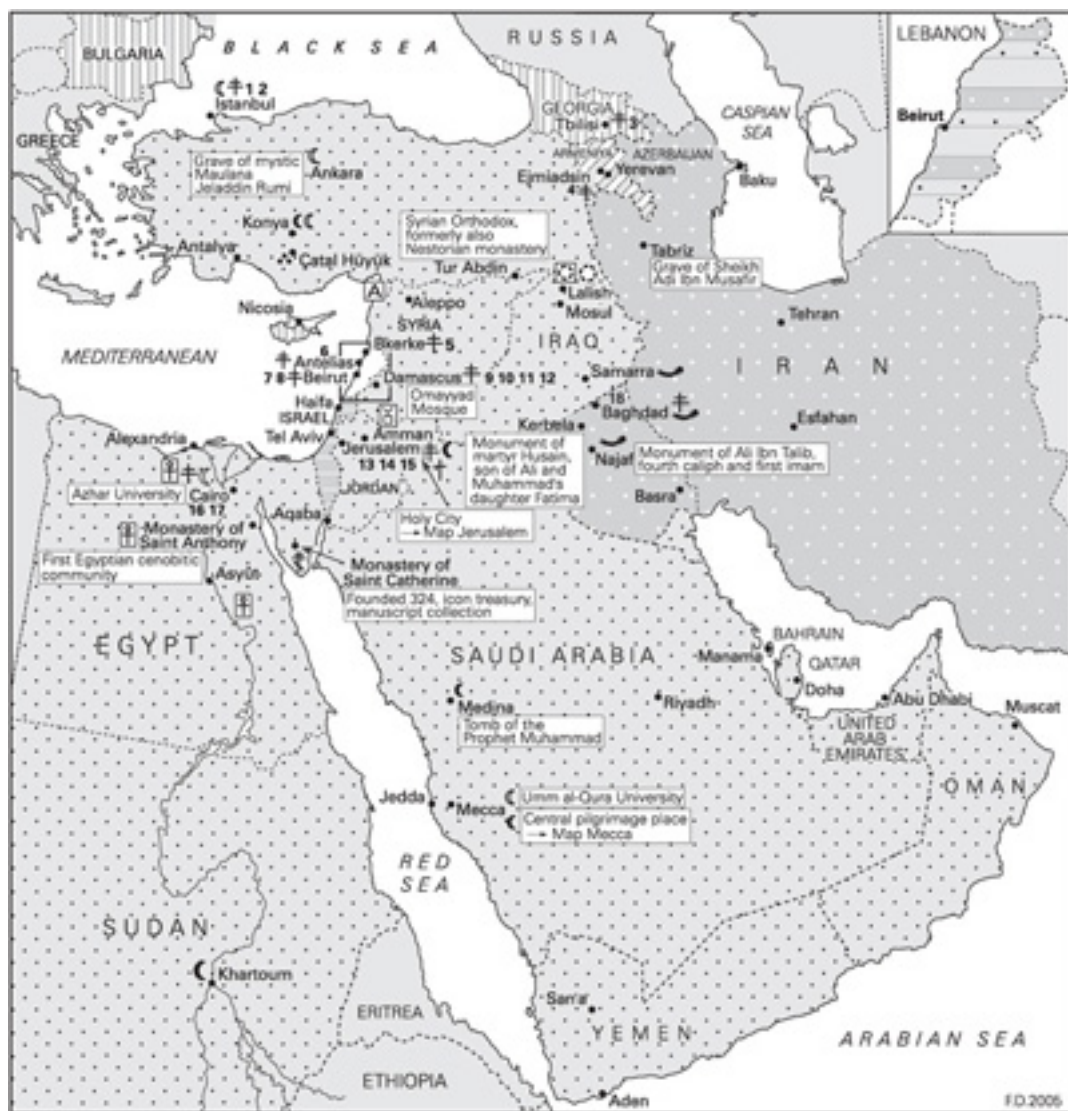 BLACK SEA
RUSSIA
LEBANON
BULGARIA
1 2
Istanbul
GEORGIA
Tbilisi
3
CASPIAN
SEA
Beirut
GREECE
Grave of mystic
Maulana
Jeladdin Rumi
Ankara
ARMENIA
AZERBAIJAN
Ejmiadsin
Yerevan
4
Baku
Konya
Syrian Orthodox,
formerly also
Nestorian monastery
Antalya
Çatal Hüyük
Tabriz
Grave of Sheikh
Adi Ibn Musafir
Tur Abdin
A
Aleppo
Lalish
Mosul
Nicosia
SYRIA
Tehran
MEDITERRANEAN
6
Bkerke
5
IRAQ
IRAN
Antelias
7 8
Beirut
Damascus
9 10 11 12
Samarra
Omayyad
Mosque
18
Baghdad
Haifa
ISRAEL
Esfahan
Alexandria
Tel Aviv
Amman
Jerusalem
13 14 15
Kerbela
Monument of
martyr Husain,
son of Ali and
Muhammad's
daughter Fatima
Najaf
Monument of Ali Ibn Talib,
fourth caliph and first imam
Azhar University
Cairo
16 17
JORDAN
Basra
Aqaba
Holy City
→ Map Jerusalem
Monastery of
Saint Anthony
First Egyptian cenobitic
community
Asyût
Monastery of
Saint Catherine
Founded 324, icon treasury,
manuscript collection
EGYPT
SAUDI ARABIA
BAHRAIN
Manama
QATAR
Doha
Abu Dhabi
Muscat
Medina
Tomb of the
Prophet Muhammad
Riyadh
UNITED
ARAB
EMIRATES
OMAN
Jedda
Mecca
Umm al-Qura University
Central pilgrimage place
→ Map Mecca
RED
SEA
SUDAN
Khartoum
ERITREA
San'a'
YEMEN
ARABIAN SEA
ETHIOPIA
Aden
F.D.2005